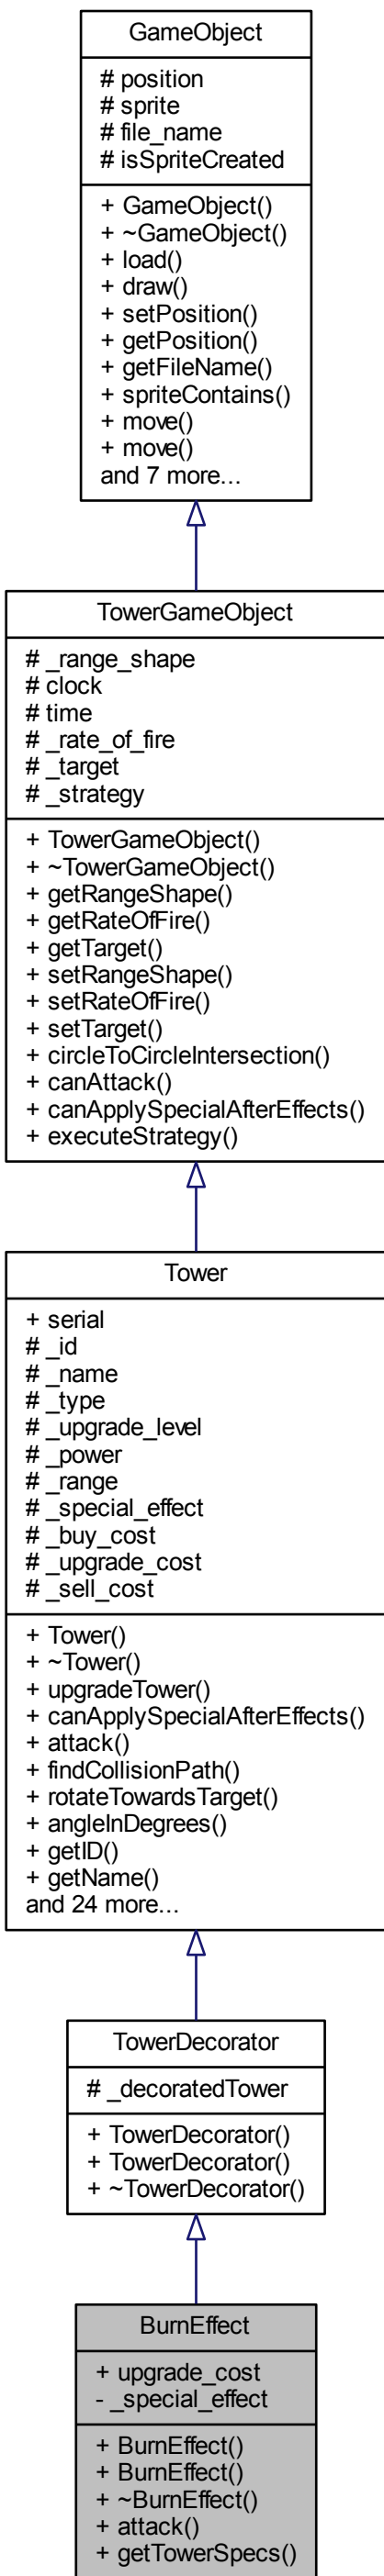 GameObject
# position
# sprite
# file_name
# isSpriteCreated
+ GameObject()
+ ~GameObject()
+ load()
+ draw()
+ setPosition()
+ getPosition()
+ getFileName()
+ spriteContains()
+ move()
+ move()
and 7 more...
TowerGameObject
# _range_shape
# clock
# time
# _rate_of_fire
# _target
# _strategy
+ TowerGameObject()
+ ~TowerGameObject()
+ getRangeShape()
+ getRateOfFire()
+ getTarget()
+ setRangeShape()
+ setRateOfFire()
+ setTarget()
+ circleToCircleIntersection()
+ canAttack()
+ canApplySpecialAfterEffects()
+ executeStrategy()
Tower
+ serial
# _id
# _name
# _type
# _upgrade_level
# _power
# _range
# _special_effect
# _buy_cost
# _upgrade_cost
# _sell_cost
+ Tower()
+ ~Tower()
+ upgradeTower()
+ canApplySpecialAfterEffects()
+ attack()
+ findCollisionPath()
+ rotateTowardsTarget()
+ angleInDegrees()
+ getID()
+ getName()
and 24 more...
TowerDecorator
# _decoratedTower
+ TowerDecorator()
+ TowerDecorator()
+ ~TowerDecorator()
BurnEffect
+ upgrade_cost
- _special_effect
+ BurnEffect()
+ BurnEffect()
+ ~BurnEffect()
+ attack()
+ getTowerSpecs()